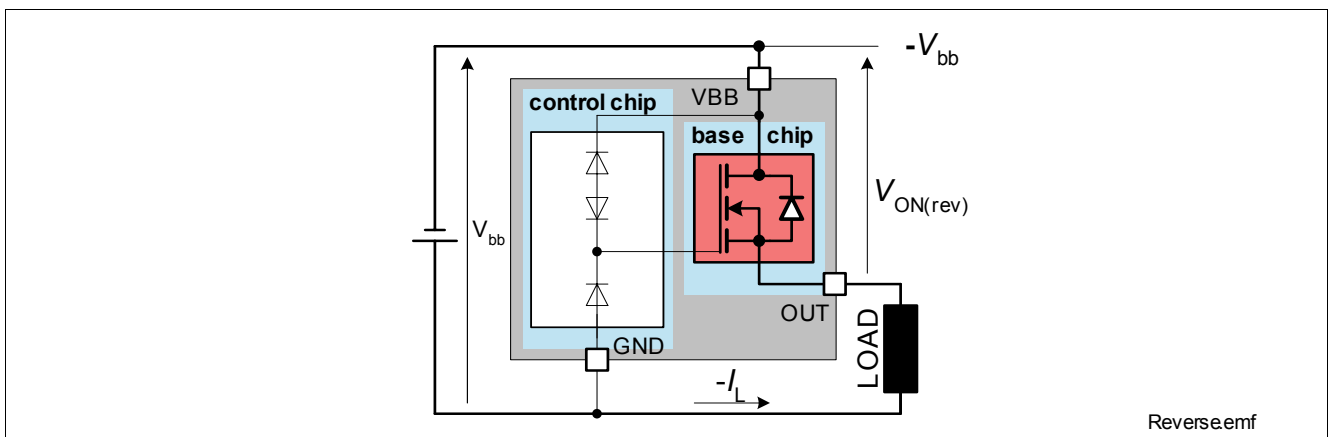 -Vbb
VBB
control chip
base chip
VON(rev)
Vbb
OUT
GND
LOAD
-IL
Reverse.emf